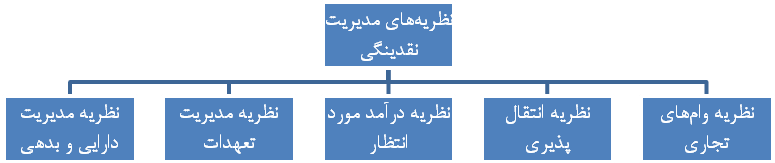 نظریه‌های مدیریت
نقدینگی
نظریه وام‌های
تجاری
نظریه انتقال
پذیری
نظریه درآمد مورد
انتظار
نظریه مدیریت
تعهدات
نظریه مدیریت
دارایی و بدهی